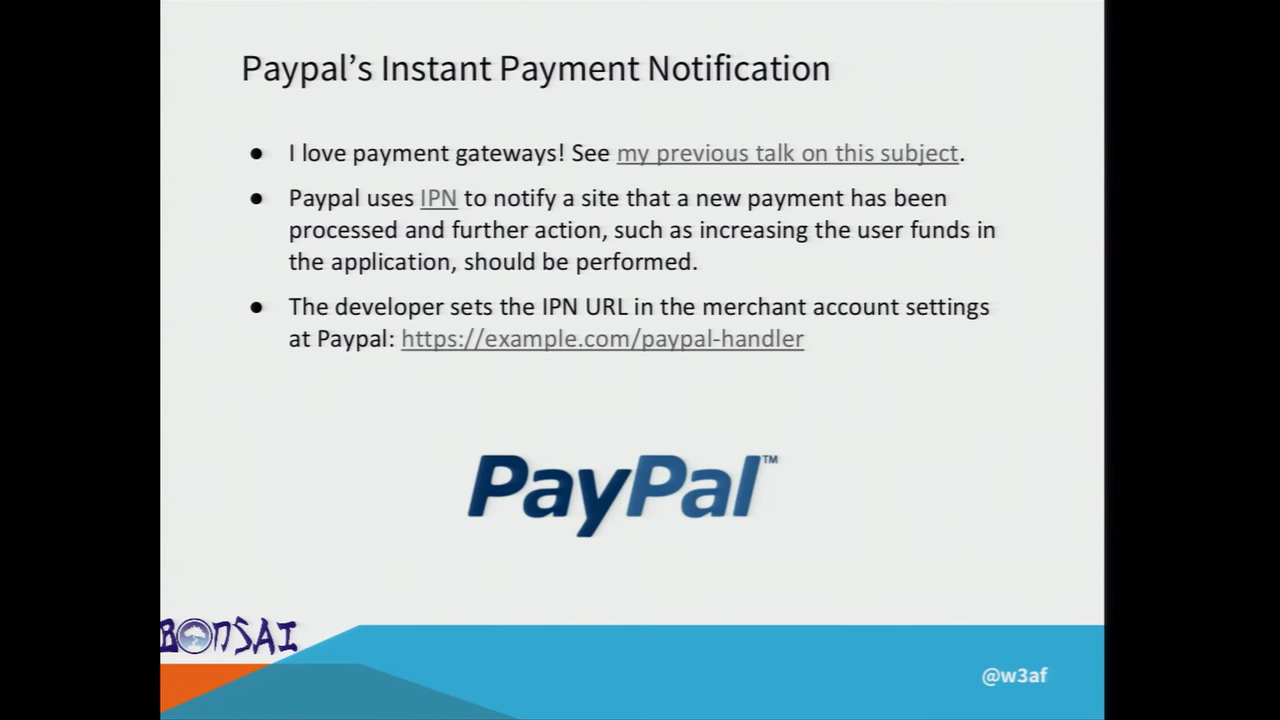 Paypal's Instant Payment Notification
● I love payment gateways! See my previous talk on this subject.
● Paypal uses IPN to notify a site that a new payment has been
processed and further action, such as increasing the user funds in
the application, should be performed.
● The developer sets the IPN URL in the merchant account settings
at Paypal: https://example.com/paypal-handler
PayPal™
BONSAI
@w3af